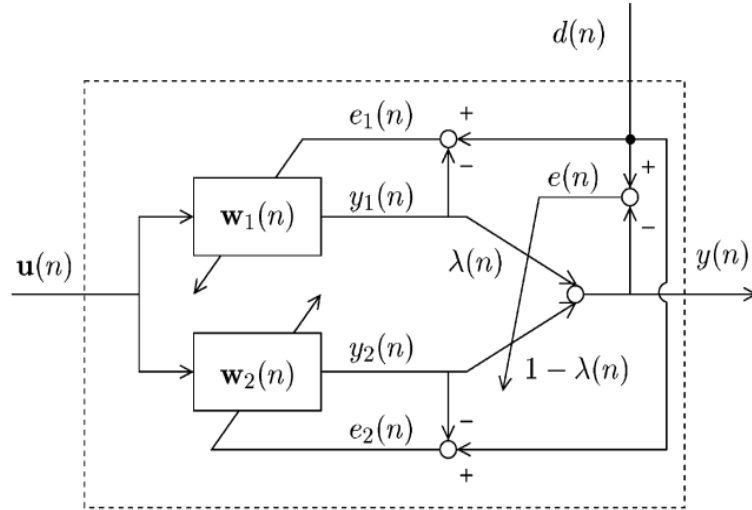 d(n)
e₁(n)
+
−
+
e(n)
−
w₁(n)
y₁(n)
u(n)
λ(n)
y(n)
w₂(n)
y₂(n)
1 − λ(n)
−
e₂(n)
+